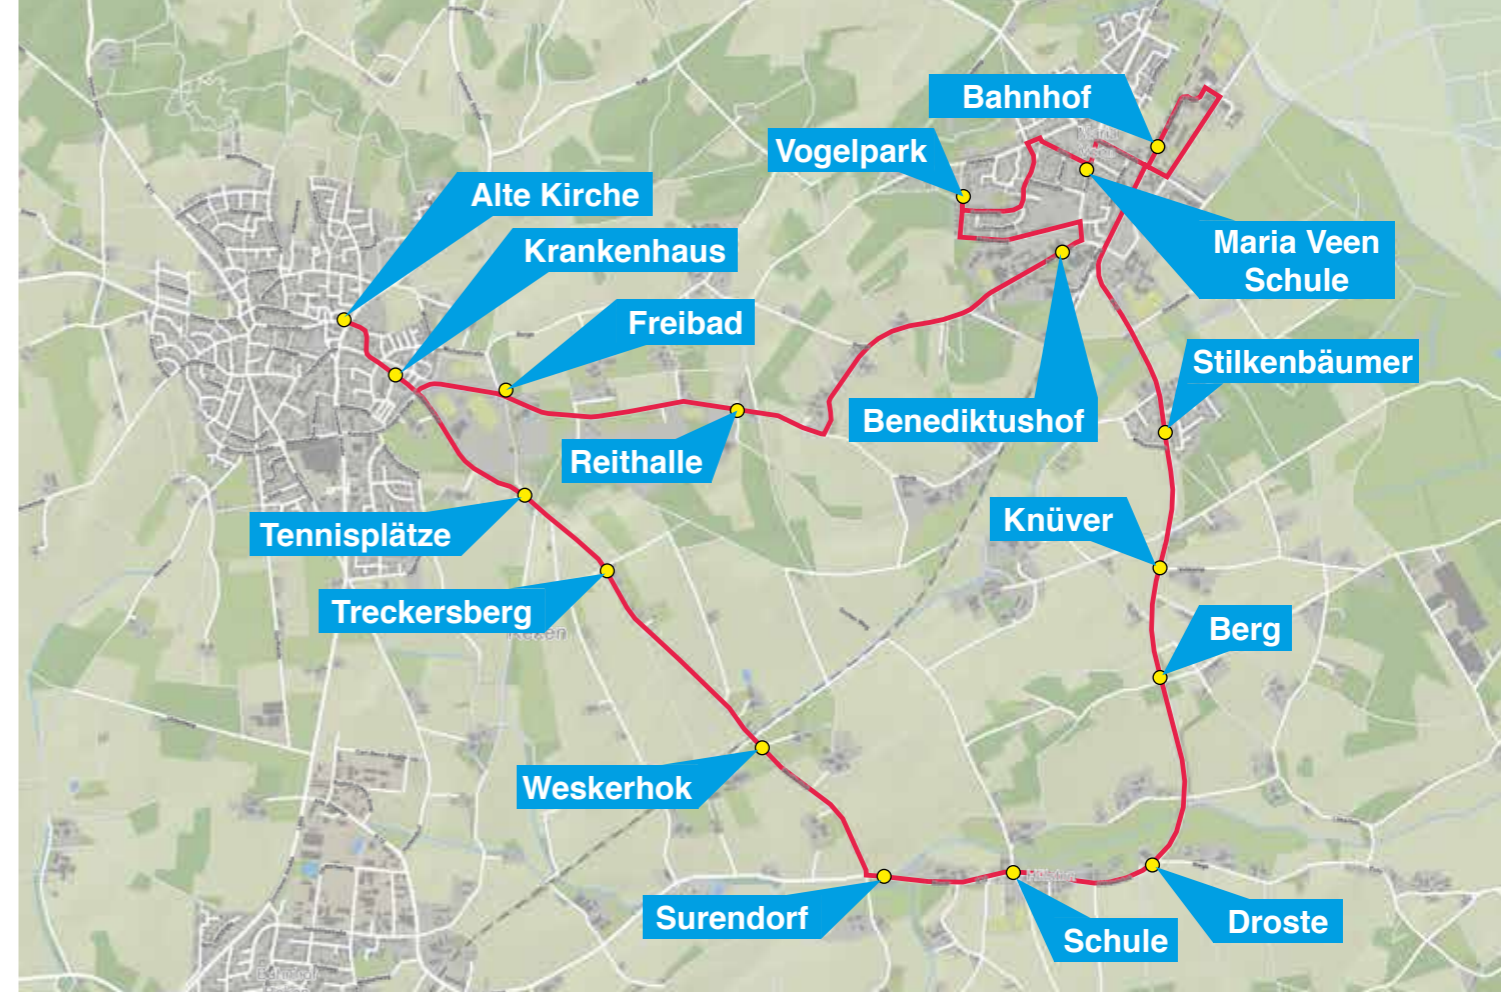 Bahnhof
Vogelpark
Alte Kirche
Maria Veen
Schule
Krankenhaus
Freibad
Stilkenbäumer
Benediktushof
Reithalle
Knüver
Tennisplätze
Treckersberg
Berg
Weskerhok
Surendorf
Schule
Droste